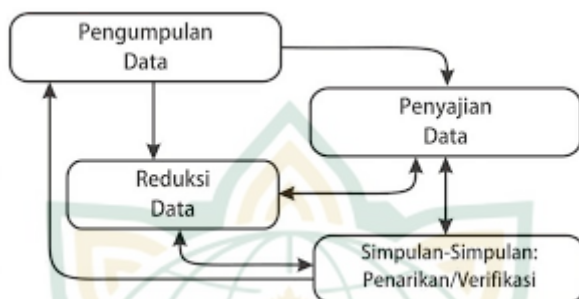 Pengumpulan
Data
Penyajian
Data
Reduksi
Data
Simpulan-Simpulan:
Penarikan/Verifikasi